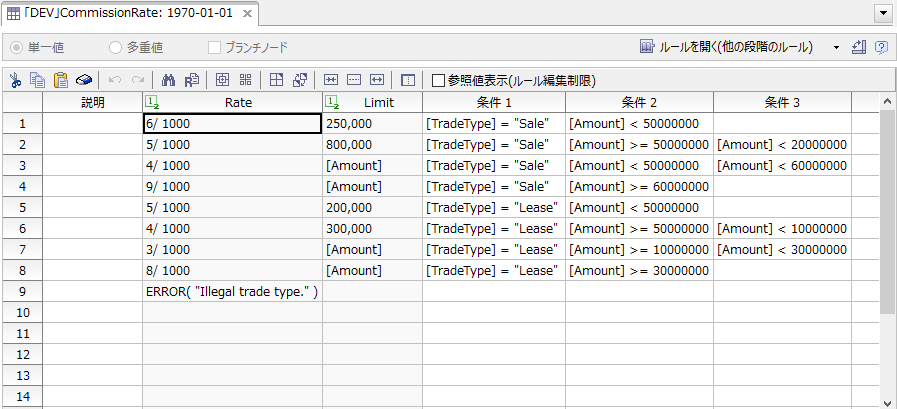 「DEV」CommissionRate: 1970-01-01
単一値 多重値 ブランチノード ルールを開く(他の段階のルール)
参照値表示(ルール編集制限)
説明 Rate Limit 条件 1 条件 2 条件 3
1 6/ 1000 250,000 [TradeType] = "Sale" [Amount] < 50000000
2 5/ 1000 800,000 [TradeType] = "Sale" [Amount] >= 50000000 [Amount] < 20000000
3 4/ 1000 [Amount] [TradeType] = "Sale" [Amount] < 50000000 [Amount] < 60000000
4 9/ 1000 [Amount] [TradeType] = "Sale" [Amount] >= 60000000
5 5/ 1000 200,000 [TradeType] = "Lease" [Amount] < 50000000
6 4/ 1000 300,000 [TradeType] = "Lease" [Amount] >= 50000000 [Amount] < 10000000
7 3/ 1000 [Amount] [TradeType] = "Lease" [Amount] >= 10000000 [Amount] < 30000000
8 8/ 1000 [Amount] [TradeType] = "Lease" [Amount] >= 30000000
9 ERROR( "Illegal trade type." )
10
11
12
13
14